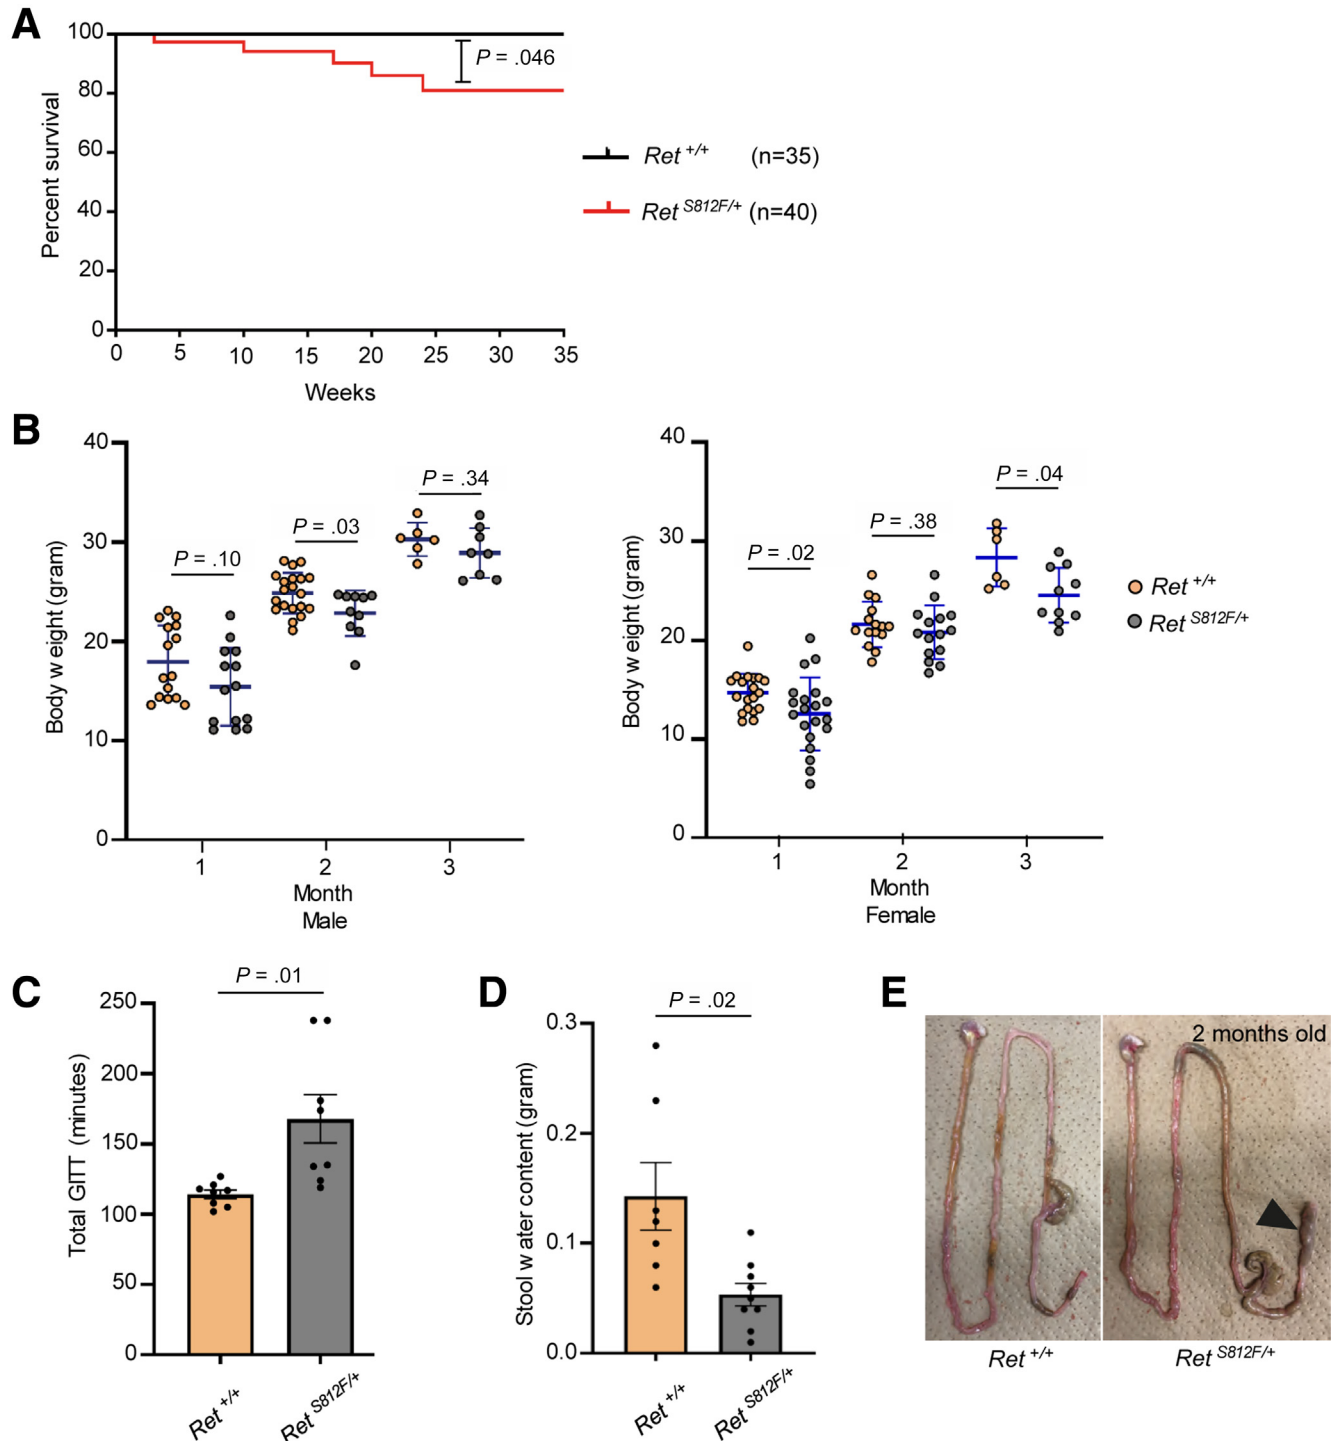 A
100
80
60
40
20
0
Percent survival
P = .046
0 5 10 15 20 25 30 35
Weeks
Ret +/+ (n=35)
Ret S812F/+ (n=40)
B
40
30
20
10
0
Body w eight (gram)
P = .10
P = .03
P = .34
1 2 3
Month
Male
40
30
20
10
0
Body w eight (gram)
P = .02
P = .38
P = .04
1 2 3
Month
Female
Ret +/+
Ret S812F/+
C
250
200
150
100
50
0
Total GITT (minutes)
P = .01
Ret +/+
Ret S812F/+
D
0.3
0.2
0.1
0.0
Stool w ater content (gram)
P = .02
Ret +/+
Ret S812F/+
E
2 months old
Ret +/+
Ret S812F/+